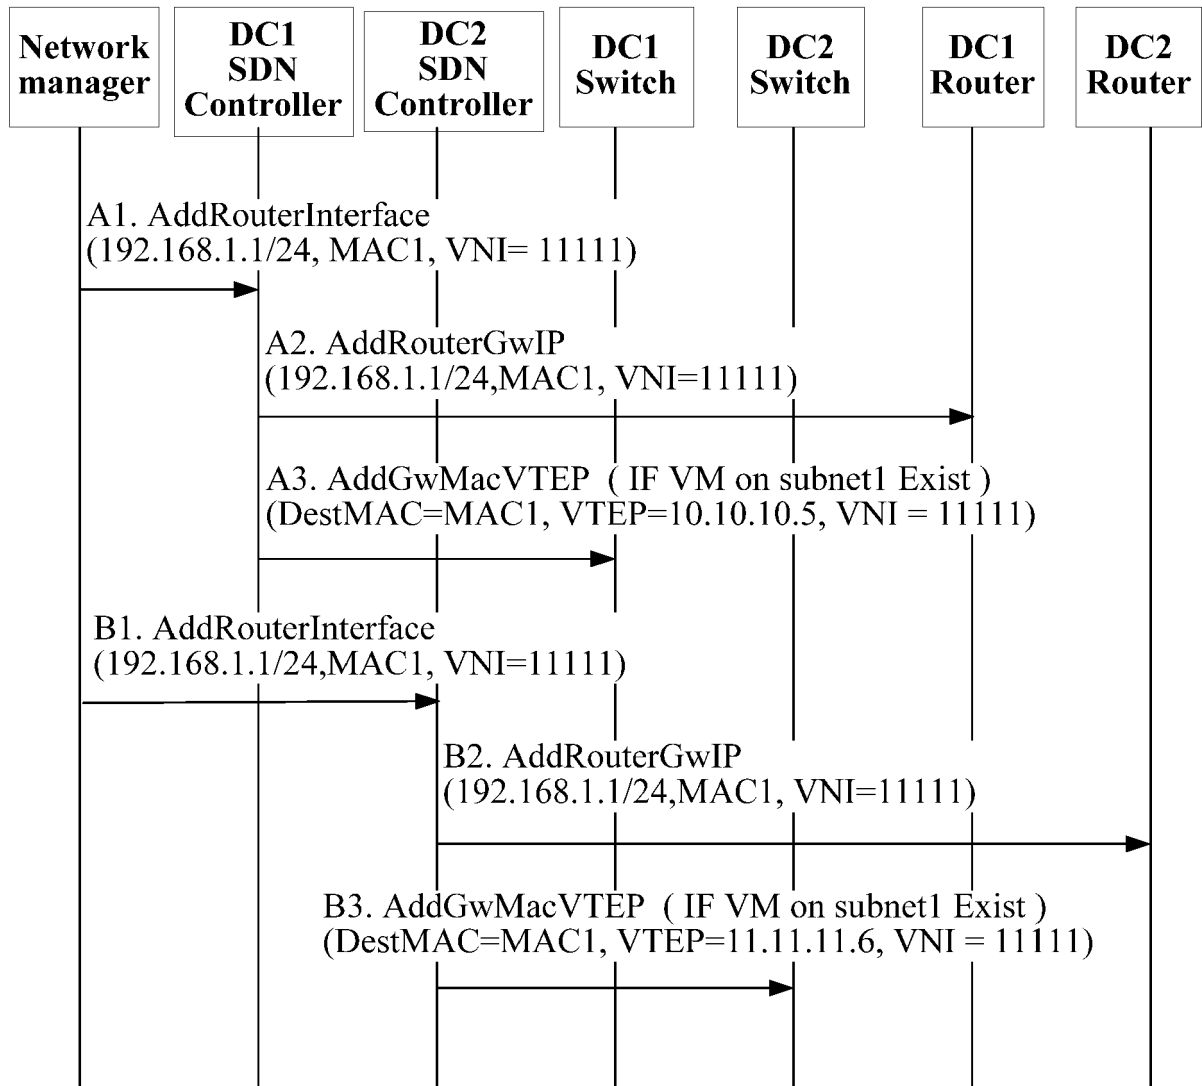 Network
manager
DC1
SDN
Controller
DC2
SDN
Controller
DC1
Switch
DC2
Switch
DC1
Router
DC2
Router
A1. AddRouterInterface
(192.168.1.1/24, MAC1, VNI= 11111)
A2. AddRouterGwIP
(192.168.1.1/24,MAC1, VNI=11111)
A3. AddGwMacVTEP ( IF VM on subnet1 Exist )
(DestMAC=MAC1, VTEP=10.10.10.5, VNI = 11111)
B1. AddRouterInterface
(192.168.1.1/24,MAC1, VNI=11111)
B2. AddRouterGwIP
(192.168.1.1/24,MAC1, VNI=11111)
B3. AddGwMacVTEP ( IF VM on subnet1 Exist )
(DestMAC=MAC1, VTEP=11.11.11.6, VNI = 11111)